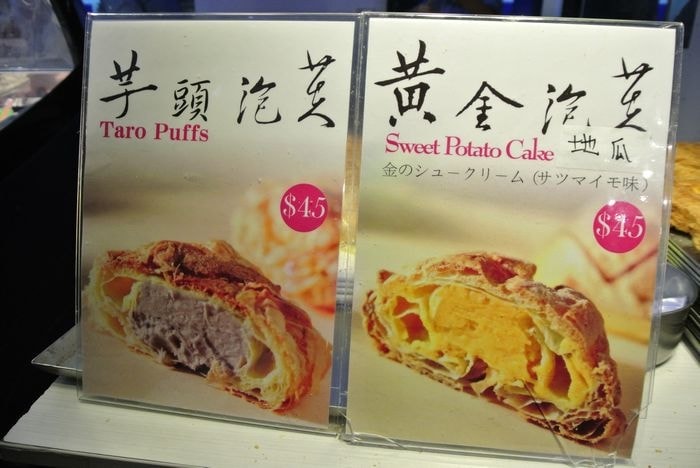 芋頭泡芙
Taro Puffs
$45
黃金泡芙
Sweet Potato Cake
地瓜
金のシュークリーム(サツマイモ味)
$45